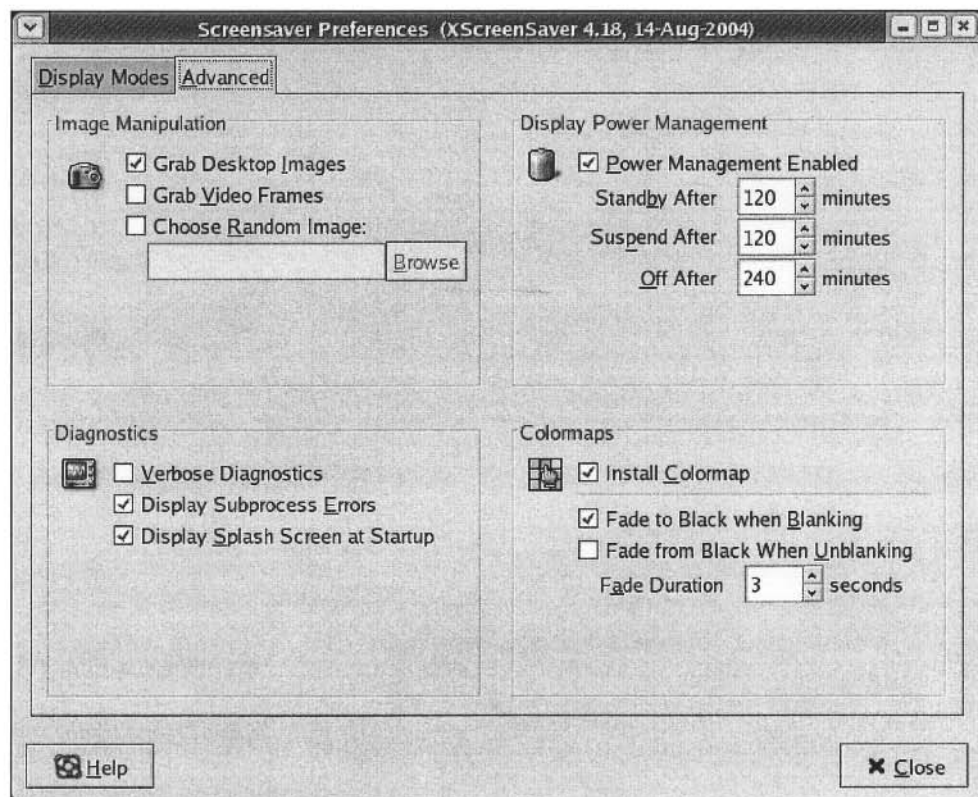 Screensaver Preferences (XScreenSaver 4.18, 14-Aug-2004)
Display Modes
Advanced
Image Manipulation
Grab Desktop Images
Grab Video Frames
Choose Random Image:
Browse
Display Power Management
Power Management Enabled
Standby After 120 minutes
Suspend After 120 minutes
Off After 240 minutes
Diagnostics
Verbose Diagnostics
Display Subprocess Errors
Display Splash Screen at Startup
Colormaps
Install Colormap
Fade to Black when Blanking
Fade from Black When Unblanking
Fade Duration 3 seconds
Help
Close